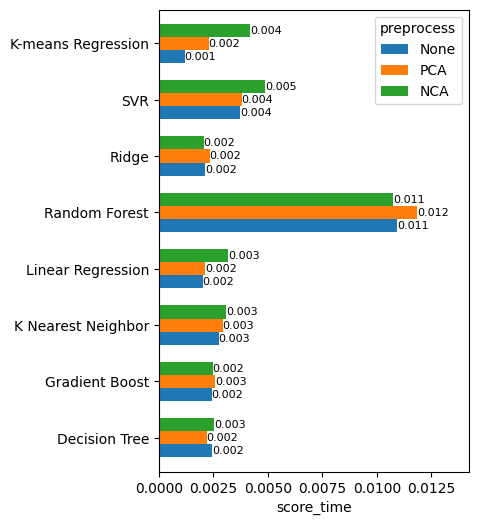 preprocess
None
PCA
NCA
K-means Regression
0.004
0.002
0.001
SVR
0.005
0.004
0.004
Ridge
0.002
0.002
0.002
Random Forest
0.011
0.012
0.011
Linear Regression
0.003
0.002
0.002
K Nearest Neighbor
0.003
0.003
0.003
Gradient Boost
0.002
0.003
0.002
Decision Tree
0.003
0.002
0.002
0.0000 0.0025 0.0050 0.0075 0.0100 0.0125
score_time